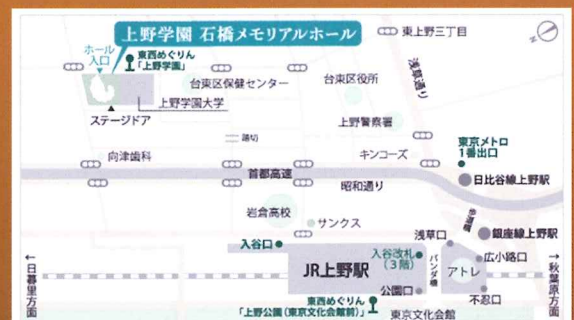 上野学園 石橋メモリアルホール
東上野三丁目
ホール
入口
東西めぐりん
「上野学園」
浅草通り
台東区保健センター
台東区役所
上野学園大学
ステージドア
上野警察署
踏切
東京メトロ
1番出口
向津歯科
キンコーズ
首都高速
日比谷線上野駅
昭和通り
岩倉高校
サンクス
歩道橋
浅草口
銀座線上野駅
入谷口
入谷改札
(3階)
広小路口
JR上野駅
パンダ橋
アトレ
←日暮里方面
→秋葉原方面
公園口
不忍口
東西めぐりん
「上野公園(東京文化会館前)」
東京文化会館